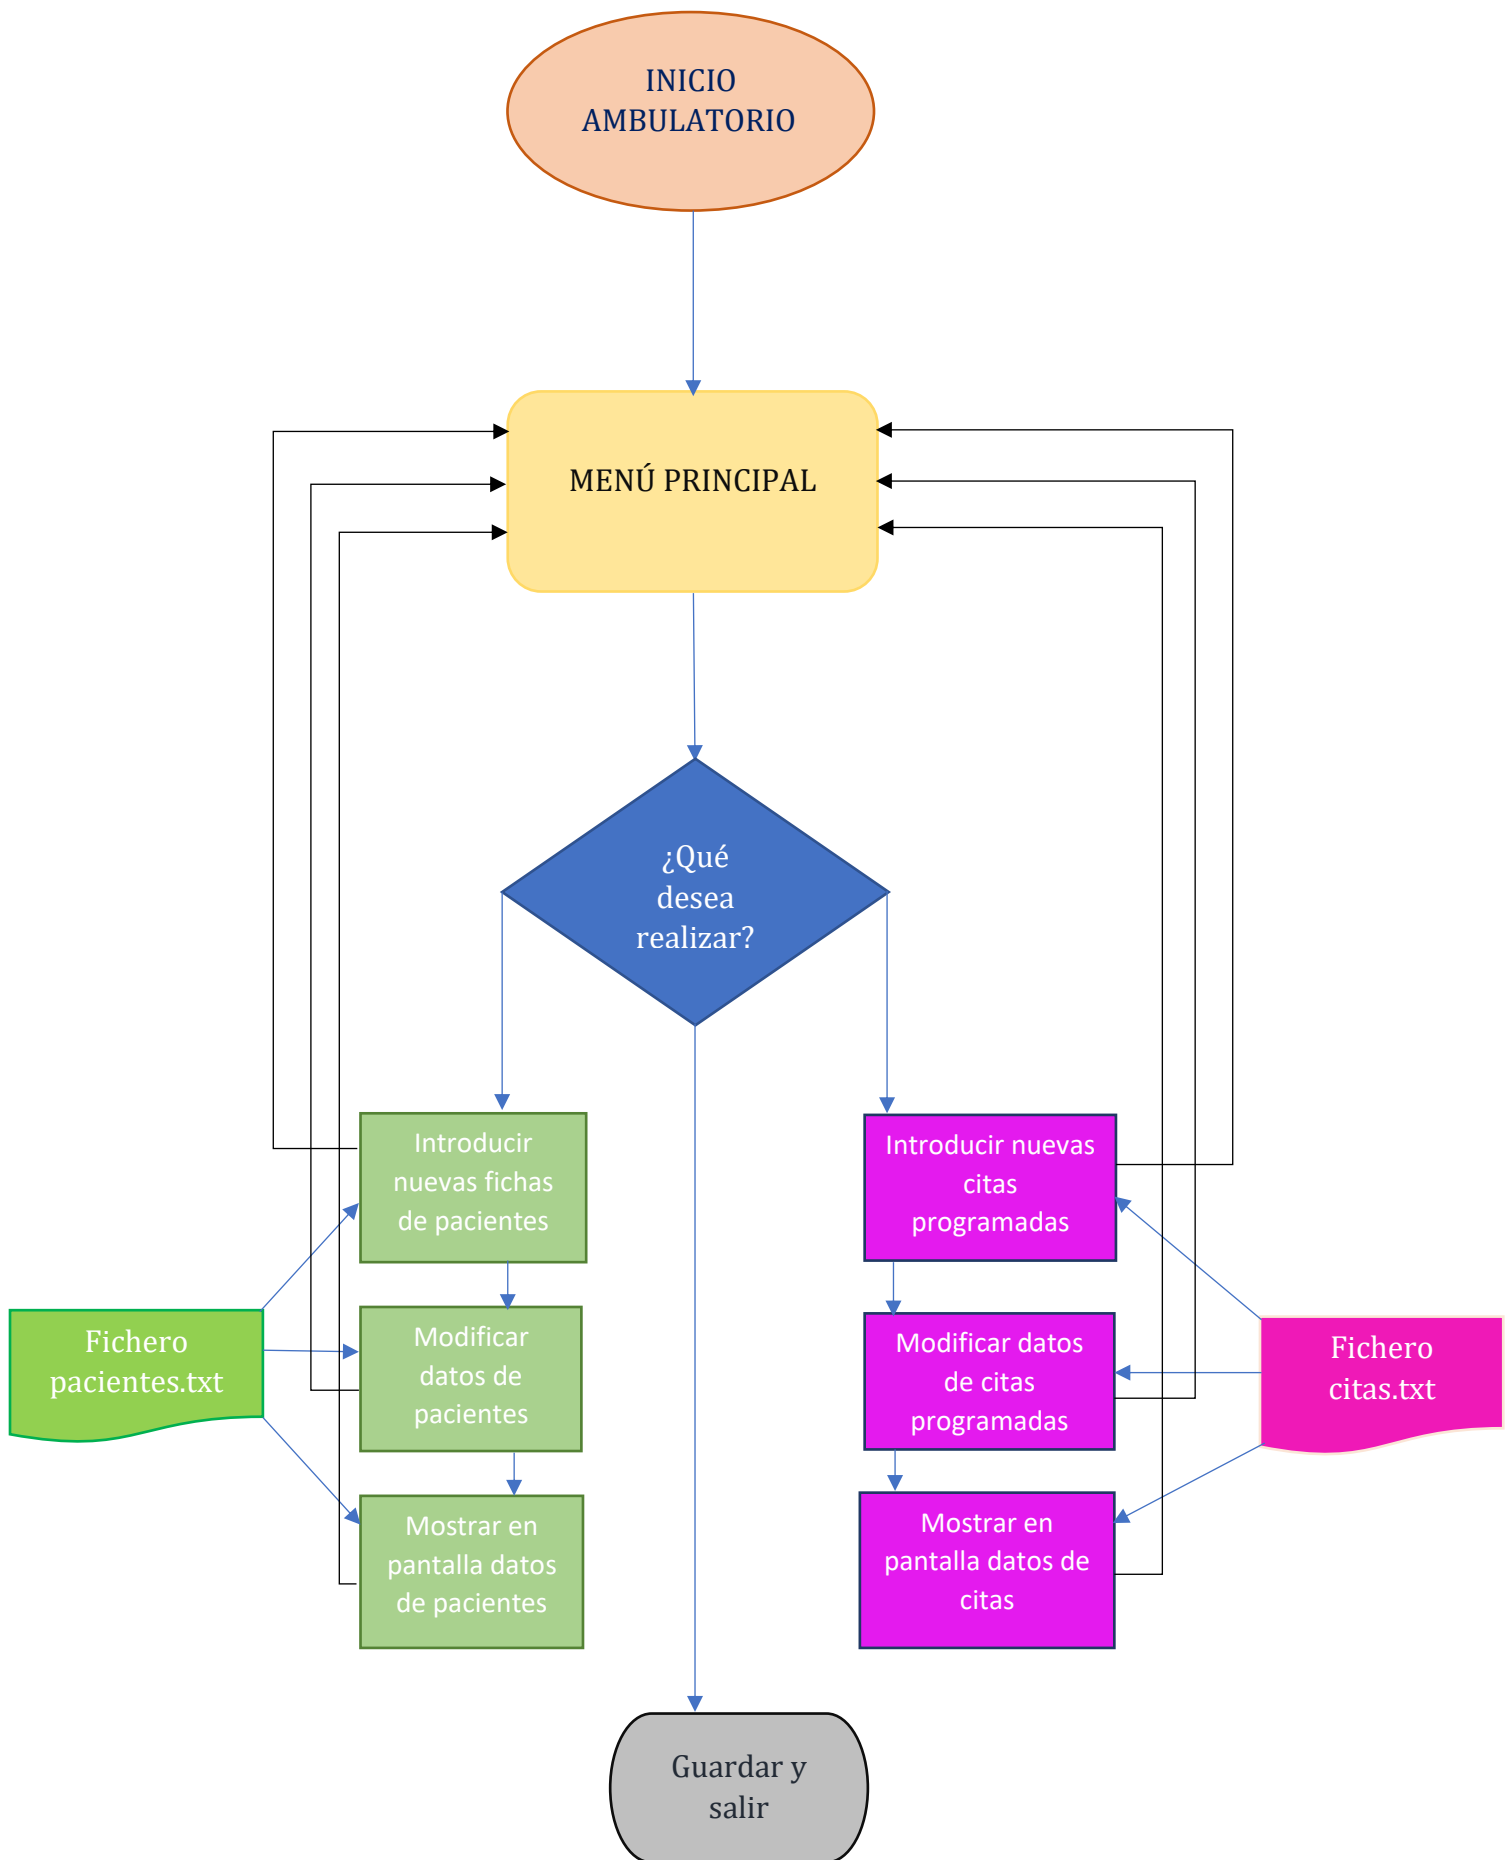 INICIO
AMBULATORIO
MENÚ PRINCIPAL
¿Qué
desea
realizar?
Introducir
nuevas fichas
de pacientes
Introducir nuevas
citas
programadas
Fichero
pacientes.txt
Modificar
datos de
pacientes
Modificar datos
de citas
programadas
Fichero
citas.txt
Mostrar en
pantalla datos
de pacientes
Mostrar en
pantalla datos de
citas
Guardar y
salir